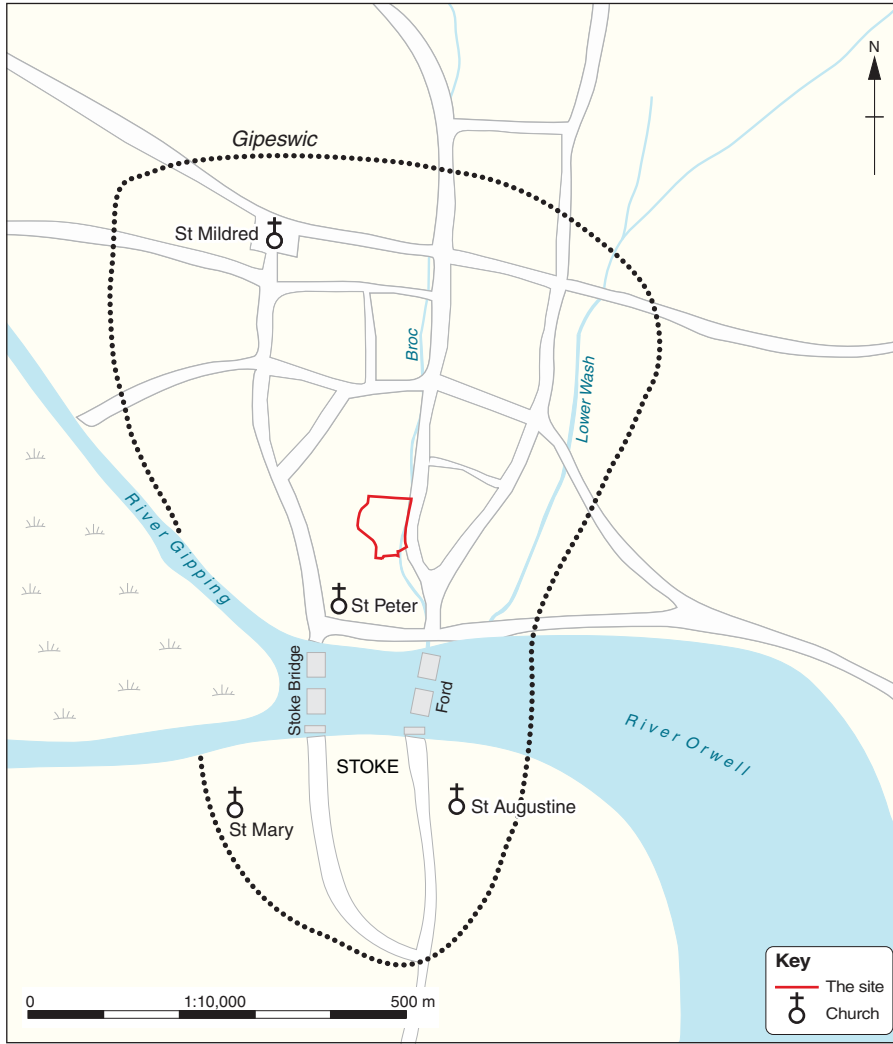 N
Gipeswic
St Mildred
Broc
Lower Wash
River Gipping
St Peter
Stoke Bridge
Ford
River Orwell
STOKE
St Augustine
St Mary
Key
The site
Church
0 1:10,000 500 m